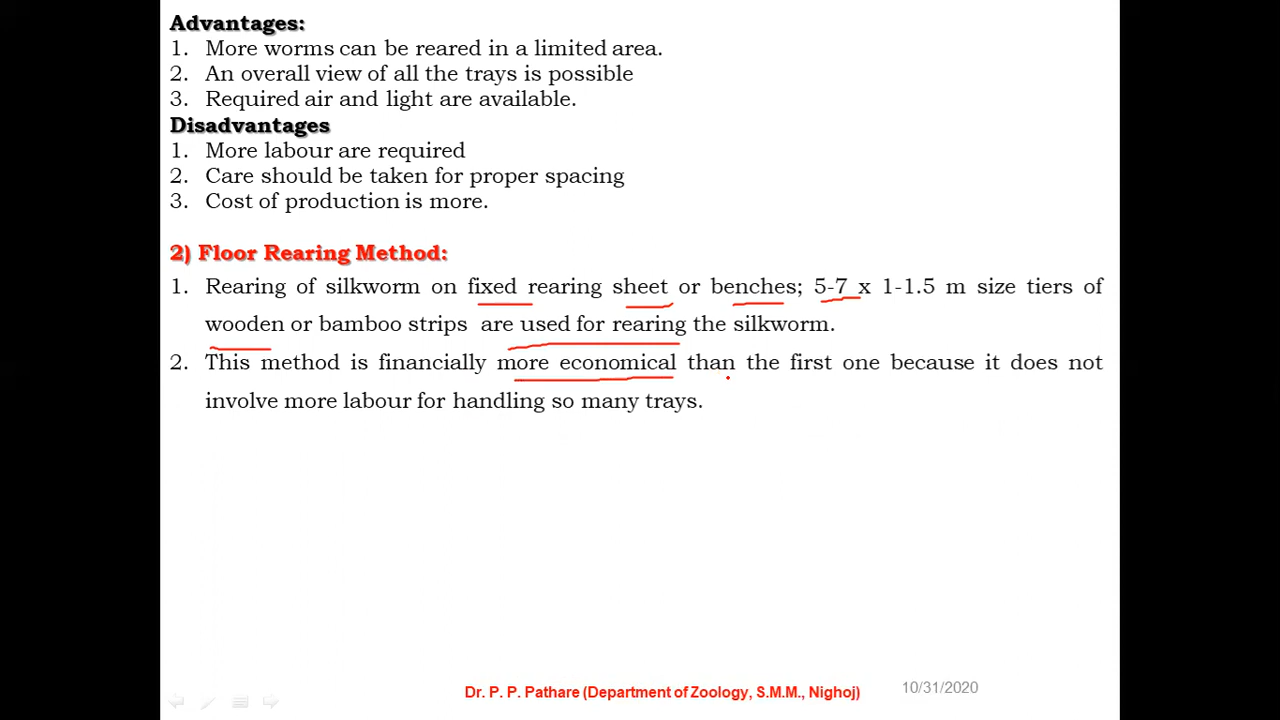 Advantages:
1. More worms can be reared in a limited area.
2. An overall view of all the trays is possible
3. Required air and light are available.
Disadvantages
1. More labour are required
2. Care should be taken for proper spacing
3. Cost of production is more.
2) Floor Rearing Method:
1. Rearing of silkworm on fixed rearing sheet or benches; 5-7 x 1-1.5 m size tiers of
wooden or bamboo strips are used for rearing the silkworm.
2. This method is financially more economical than the first one because it does not
involve more labour for handling so many trays.
Dr. P. P. Pathare (Department of Zoology, S.M.M., Nighoj)
10/31/2020